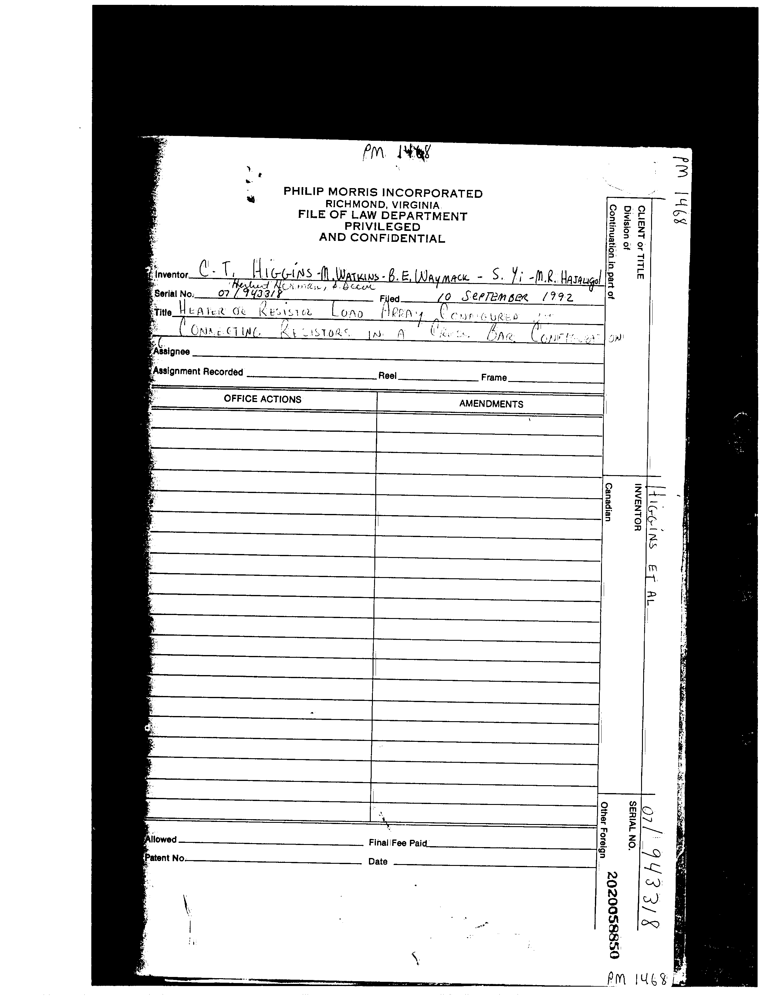 PM 1468
PHILIP MORRIS INCORPORATED
RICHMOND, VIRGINIA
FILE OF LAW DEPARTMENT
PRIVILEGED
AND CONFIDENTIAL
Inventor C. T. HIGGINS - M. WATKINS - B. E. WAYMACK - S. Yi - M.R. HAJALIGOL
Herbert Herman,
Serial No. 07/943318 Filed 10 SEPTEMBER 1992
Title HEATER OR RESISTOR LOAD ARRAY CONFIGURED
CONNECTING RESISTORS IN A CROSS BAR
Assignee
Assignment Recorded Reel Frame
OFFICE ACTIONS AMENDMENTS
Allowed Final Fee Paid
Patent No. Date
PM 1468
CLIENT or TITLE
Division of
Continuation in part of
HIGGINS ET AL
INVENTOR
Canadian
07/943318
SERIAL NO.
Other Foreign
2020058850
PM 1468